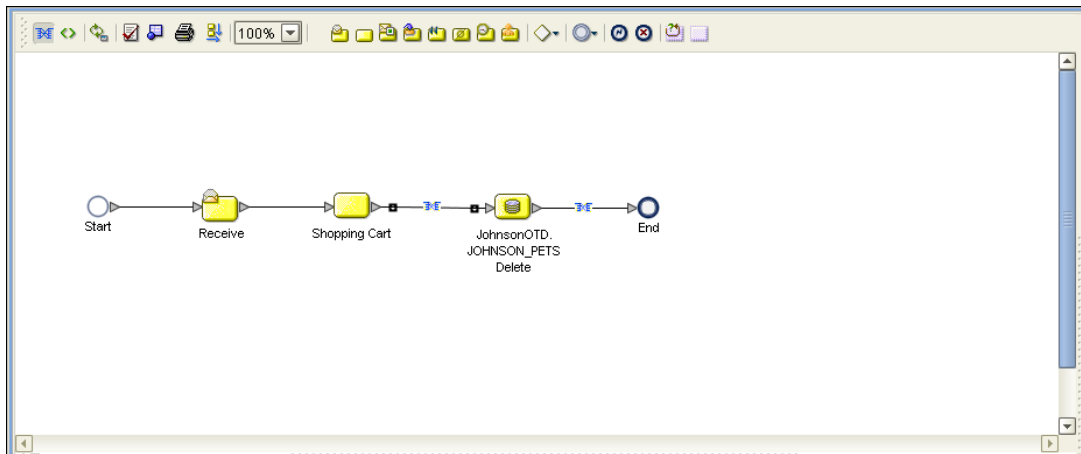 100%
Start
Receive
Shopping Cart
JohnsonOTD.
JOHNSON_PETS
Delete
End